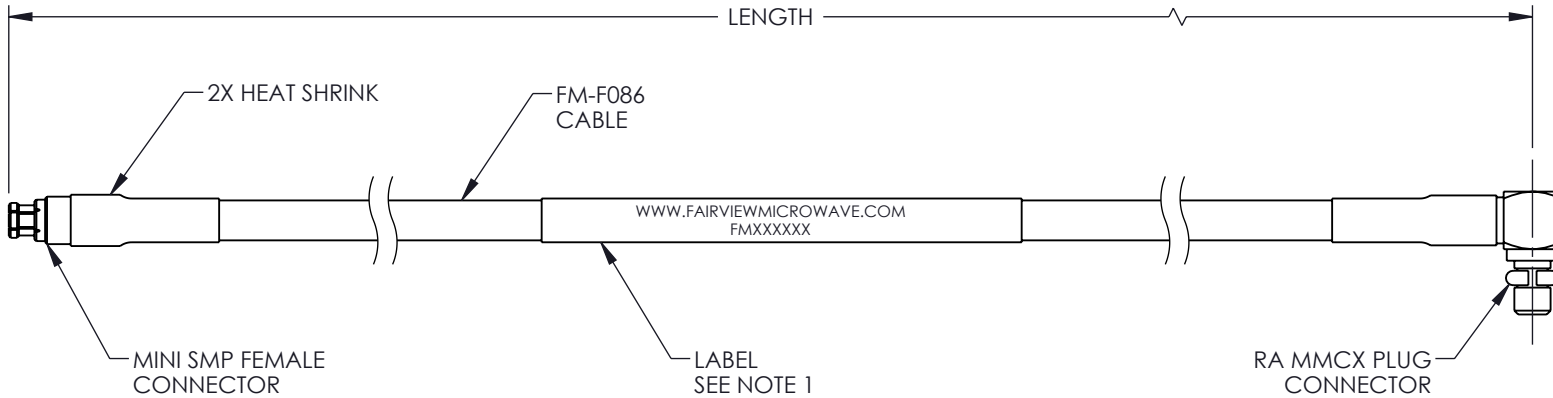 LENGTH
2X HEAT SHRINK
FM-F086
CABLE
WWW.FAIRVIEWMICROWAVE.COM
FMXXXXXX
MINI SMP FEMALE
CONNECTOR
LABEL
SEE NOTE 1
RA MMCX PLUG
CONNECTOR